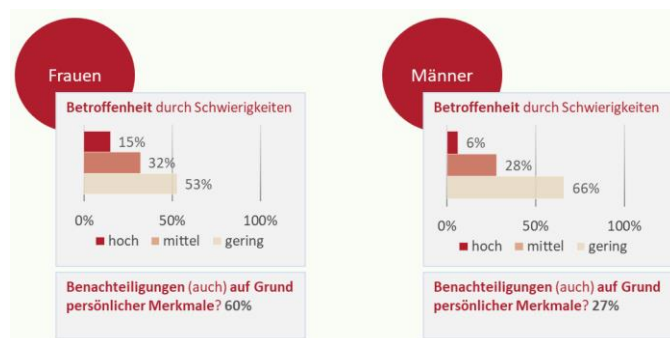 Frauen
Betroffenheit durch Schwierigkeiten
15%
32%
53%
0% 50% 100%
hoch mittel gering
Benachteiligungen (auch) auf Grund
persönlicher Merkmale? 60%
Männer
Betroffenheit durch Schwierigkeiten
6%
28%
66%
0% 50% 100%
hoch mittel gering
Benachteiligungen (auch) auf Grund
persönlicher Merkmale? 27%